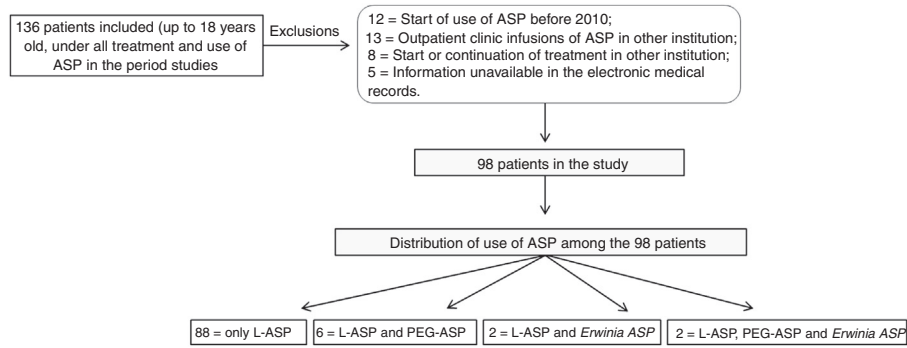 136 patients included (up to 18 years
old, under all treatment and use of
ASP in the period studies
Exclusions
12 = Start of use of ASP before 2010;
13 = Outpatient clinic infusions of ASP in other institution;
8 = Start or continuation of treatment in other institution;
5 = Information unavailable in the electronic medical
records.
98 patients in the study
Distribution of use of ASP among the 98 patients
88 = only L-ASP
6 = L-ASP and PEG-ASP
2 = L-ASP and Erwinia ASP
2 = L-ASP, PEG-ASP and Erwinia ASP